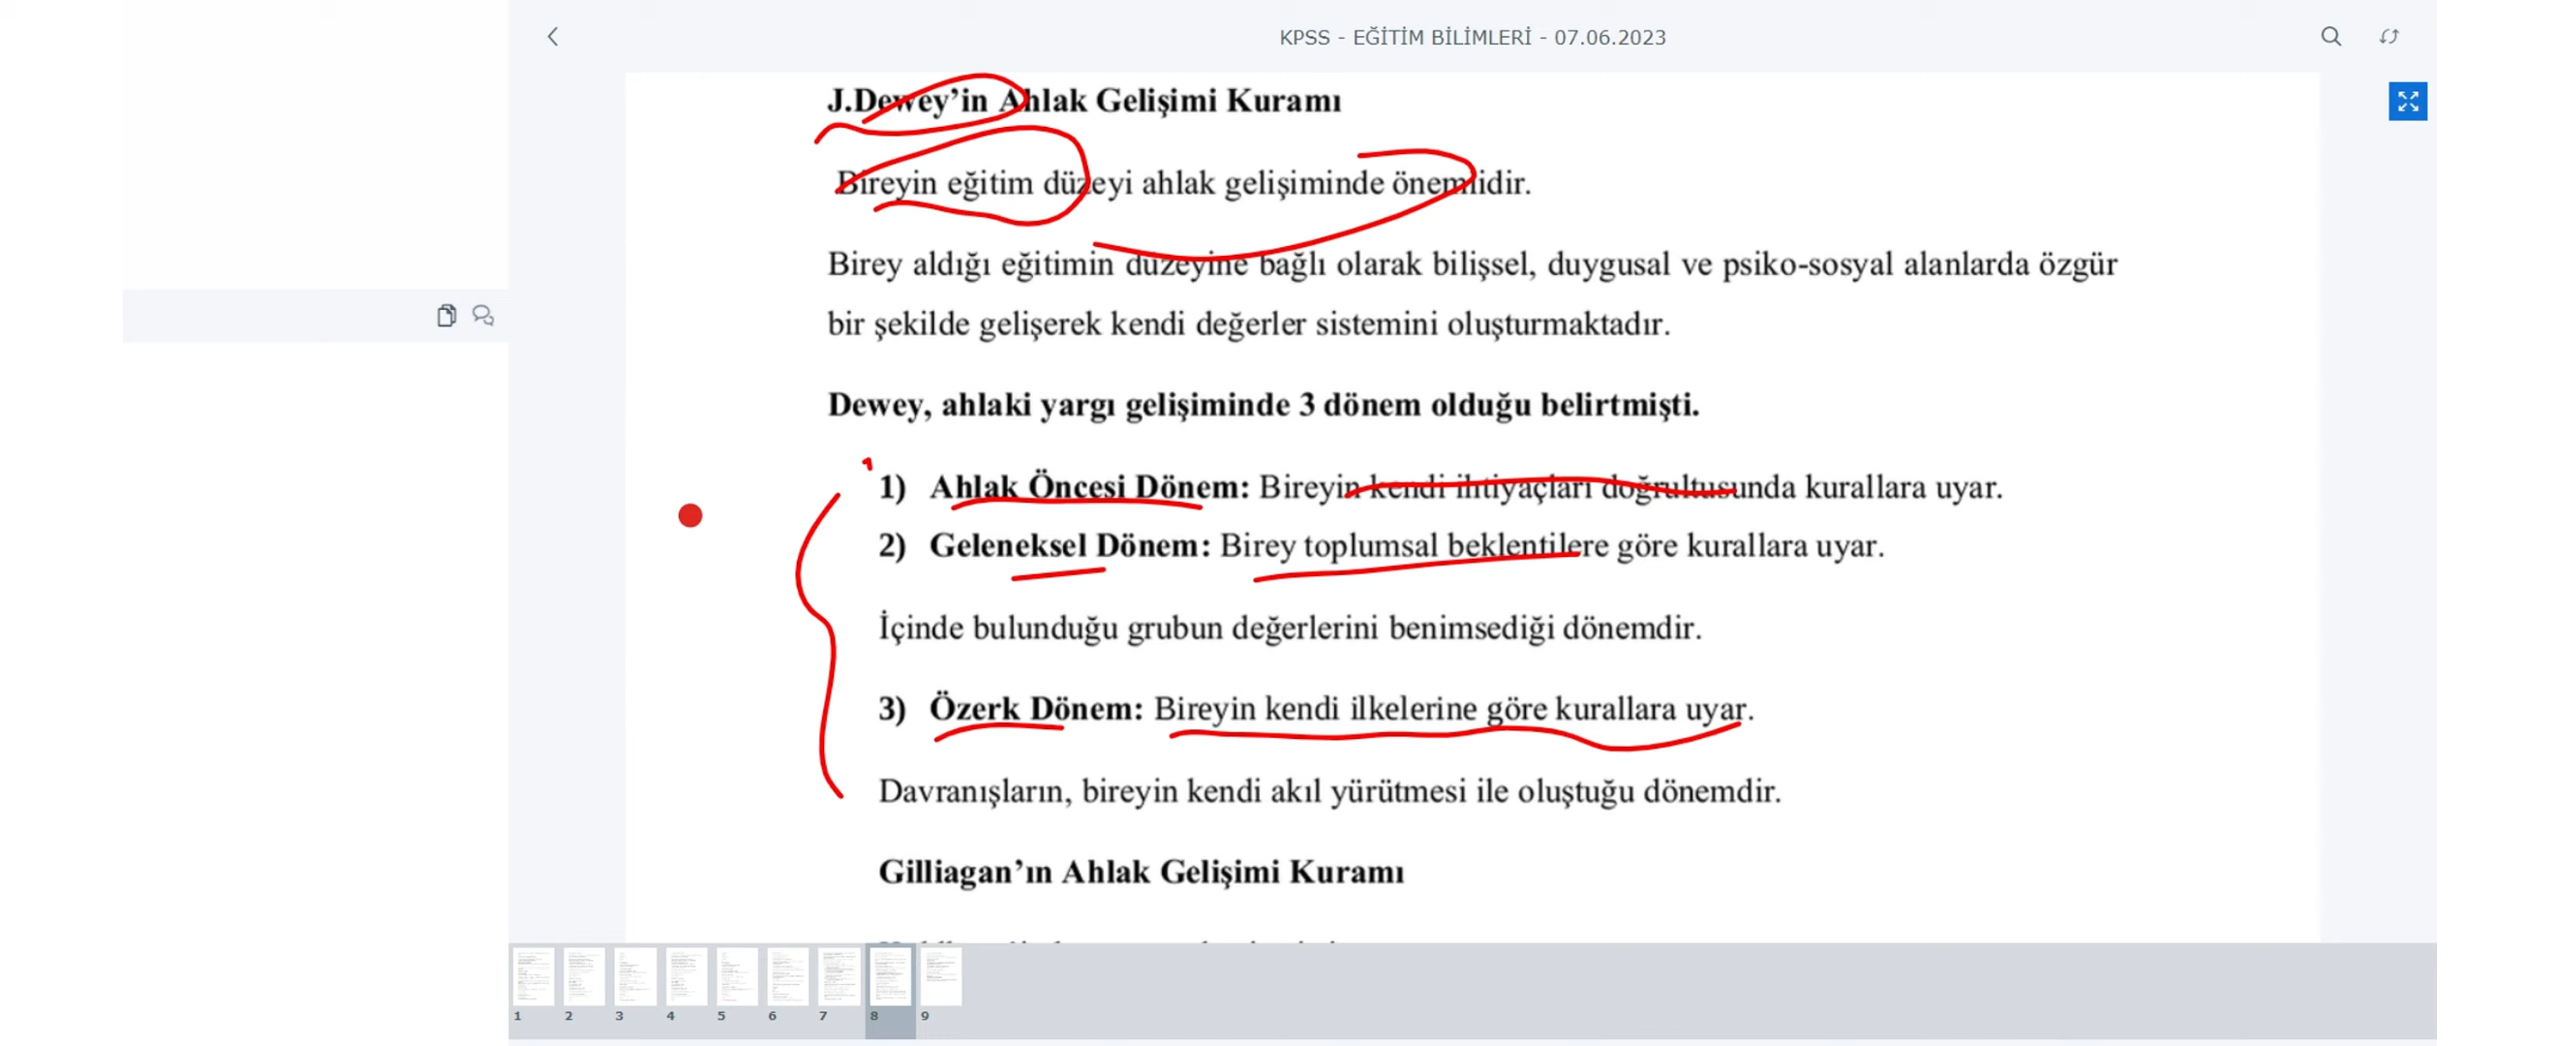 KPSS - EĞİTİM BİLİMLERİ - 07.06.2023
J.Dewey’in Ahlak Gelişimi Kuramı
Bireyin eğitim düzeyi ahlak gelişiminde önemlidir.
Birey aldığı eğitimin düzeyine bağlı olarak bilişsel, duygusal ve psiko-sosyal alanlarda özgür
bir şekilde gelişerek kendi değerler sistemini oluşturmaktadır.
Dewey, ahlaki yargı gelişiminde 3 dönem olduğu belirtmişti.
1) Ahlak Öncesi Dönem: Bireyin kendi ihtiyaçları doğrultusunda kurallara uyar.
2) Geleneksel Dönem: Birey toplumsal beklentilere göre kurallara uyar.
İçinde bulunduğu grubun değerlerini benimsediği dönemdir.
3) Özerk Dönem: Bireyin kendi ilkelerine göre kurallara uyar.
Davranışların, bireyin kendi akıl yürütmesi ile oluştuğu dönemdir.
Gilliagan’ın Ahlak Gelişimi Kuramı
1 2 3 4 5 6 7 8 9